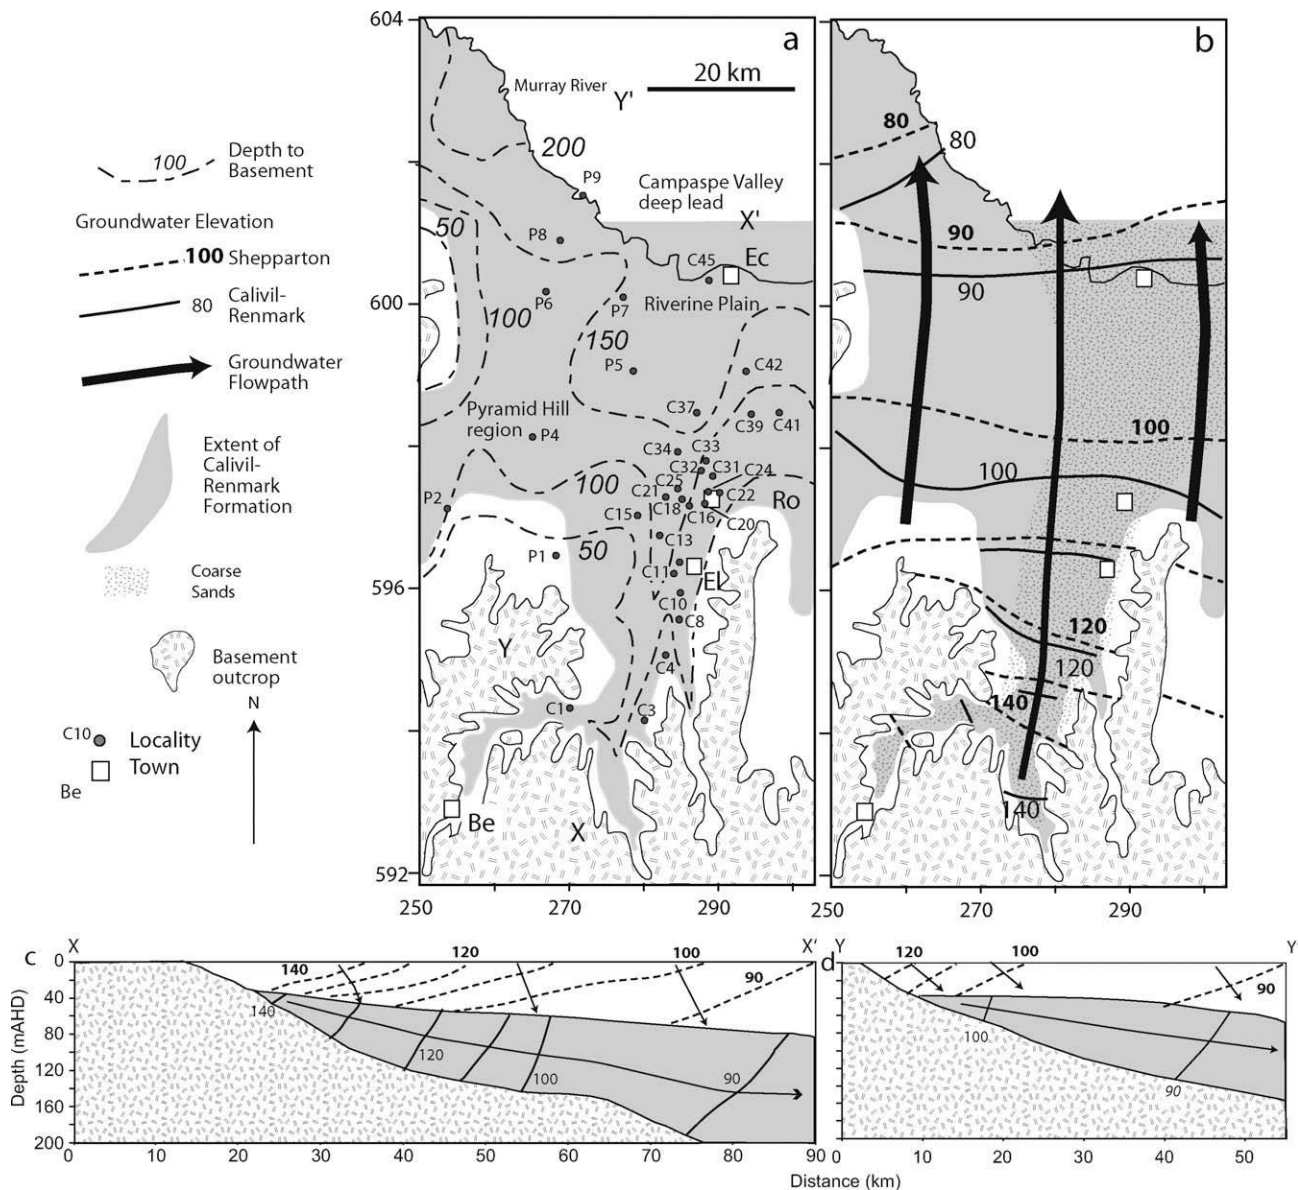 604
a
b
20 km
Murray River
Y'
80
80
100
Depth to
Basement
200
P9
Campaspe Valley
deep lead
X'
Groundwater Elevation
50
P8
C45
Ec
90
100 Shepparton
80 Calivil-
Renmark
600
P6
P7
Riverine Plain
90
100
150
Groundwater
Flowpath
P5
C42
C37
C39
C41
Pyramid Hill
region
P4
100
Extent of
Calivil-
Renmark
Formation
C34
C33
C32
C31
C24
100
C25
C21
C22
Ro
100
P2
C18
C16
C20
C15
C13
50
P1
C11
El
Coarse
Sands
596
C10
C8
120
Y
C4
120
Basement
outcrop
140
N
C1
C3
C10
Locality
Town
Be
Be
X
140
592
250
270
290
250
270
290
c
X
X'
d
Y
Y'
140
120
100
90
120
100
90
0
40
80
120
160
200
Depth (mAHD)
140
120
100
90
100
90
0
10
20
30
40
50
60
70
80
90
0
10
20
30
40
50
Distance (km)